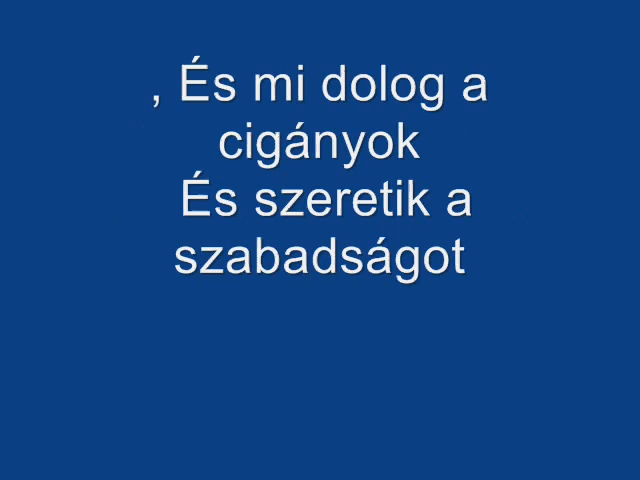 , És mi dolog a
cigányok
És szeretik a
szabadságot